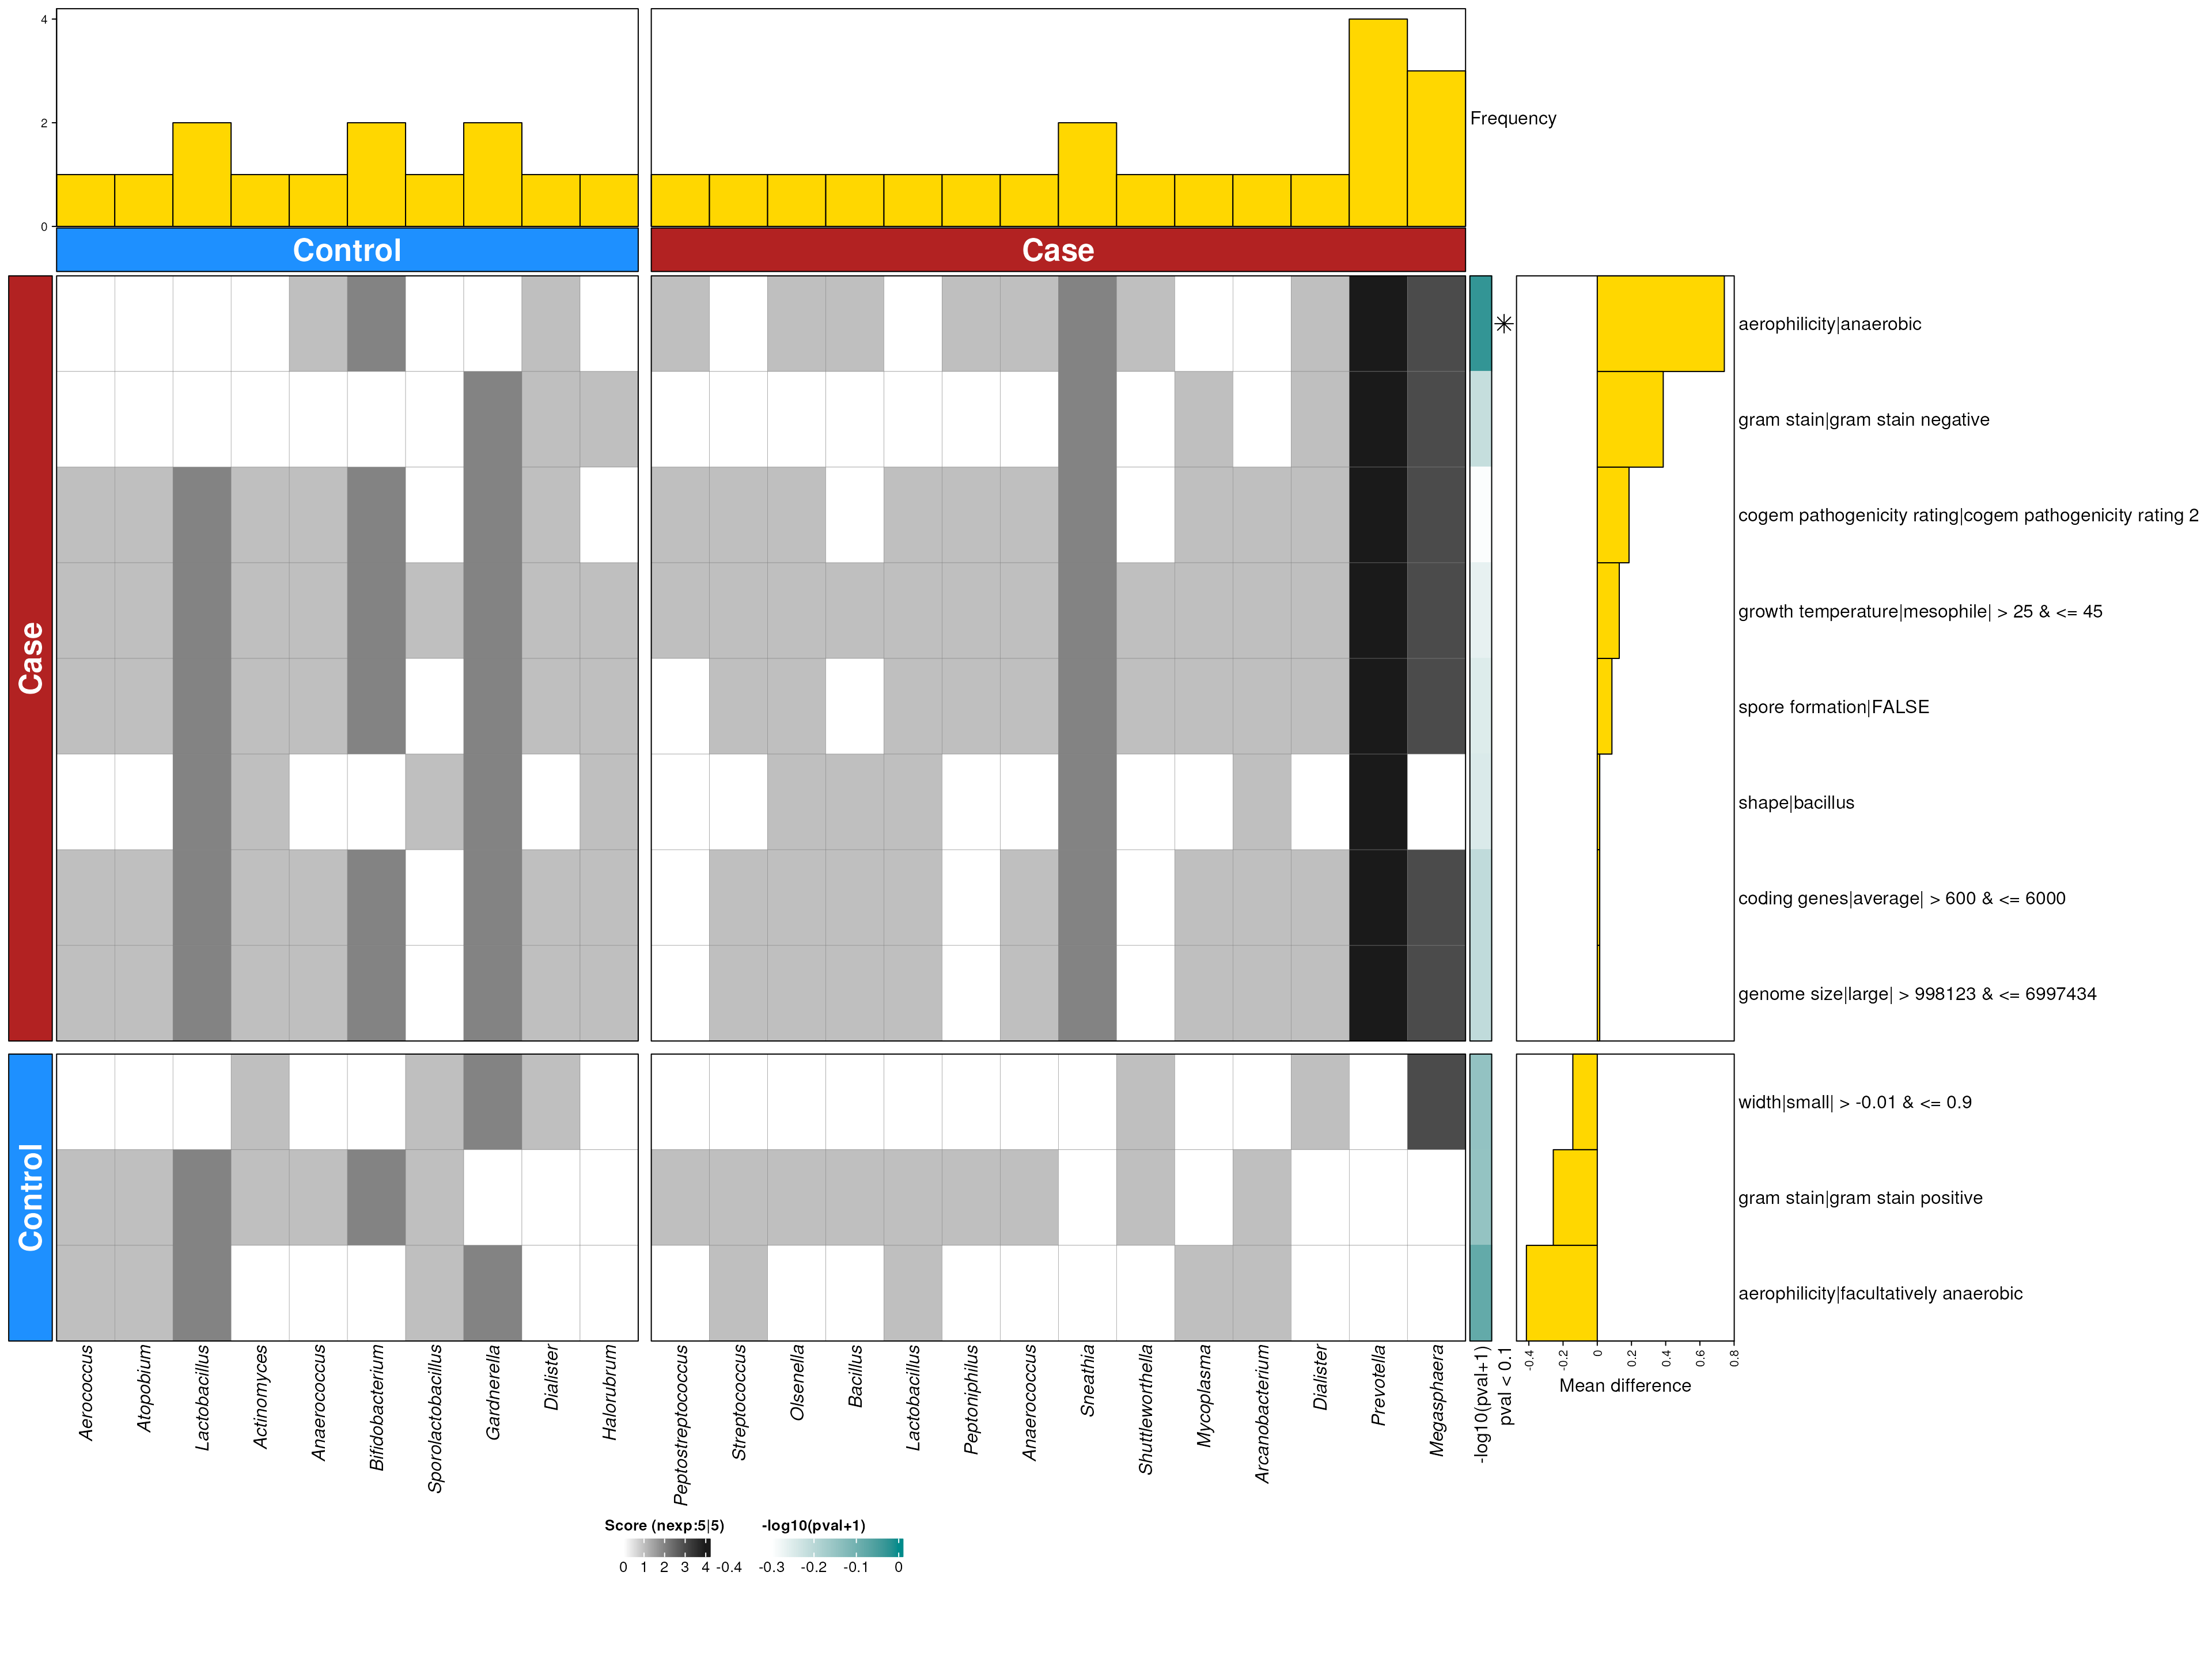 4
2
0
Frequency
Control
Case
Case
aerophilicity|anaerobic
gram stain|gram stain negative
cogem pathogenicity rating|cogem pathogenicity rating 2
growth temperature|mesophile| > 25 & <= 45
spore formation|FALSE
shape|bacillus
coding genes|average| > 600 & <= 6000
genome size|large| > 998123 & <= 6997434
Control
width|small| > -0.01 & <= 0.9
gram stain|gram stain positive
aerophilicity|facultatively anaerobic
Aerococcus
Atopobium
Lactobacillus
Actinomyces
Anaerococcus
Bifidobacterium
Sporolactobacillus
Gardnerella
Dialister
Halorubrum
Peptostreptococcus
Streptococcus
Olsenella
Bacillus
Lactobacillus
Peptoniphilus
Anaerococcus
Sneathia
Shuttleworthella
Mycoplasma
Arcanobacterium
Dialister
Prevotella
Megasphaera
-log10(pval+1)
pval < 0.1
-0.4 -0.2 0 0.2 0.4 0.6 0.8
Mean difference
Score (nexp:5|5)
0 1 2 3 4
-log10(pval+1)
-0.4 -0.3 -0.2 -0.1 0